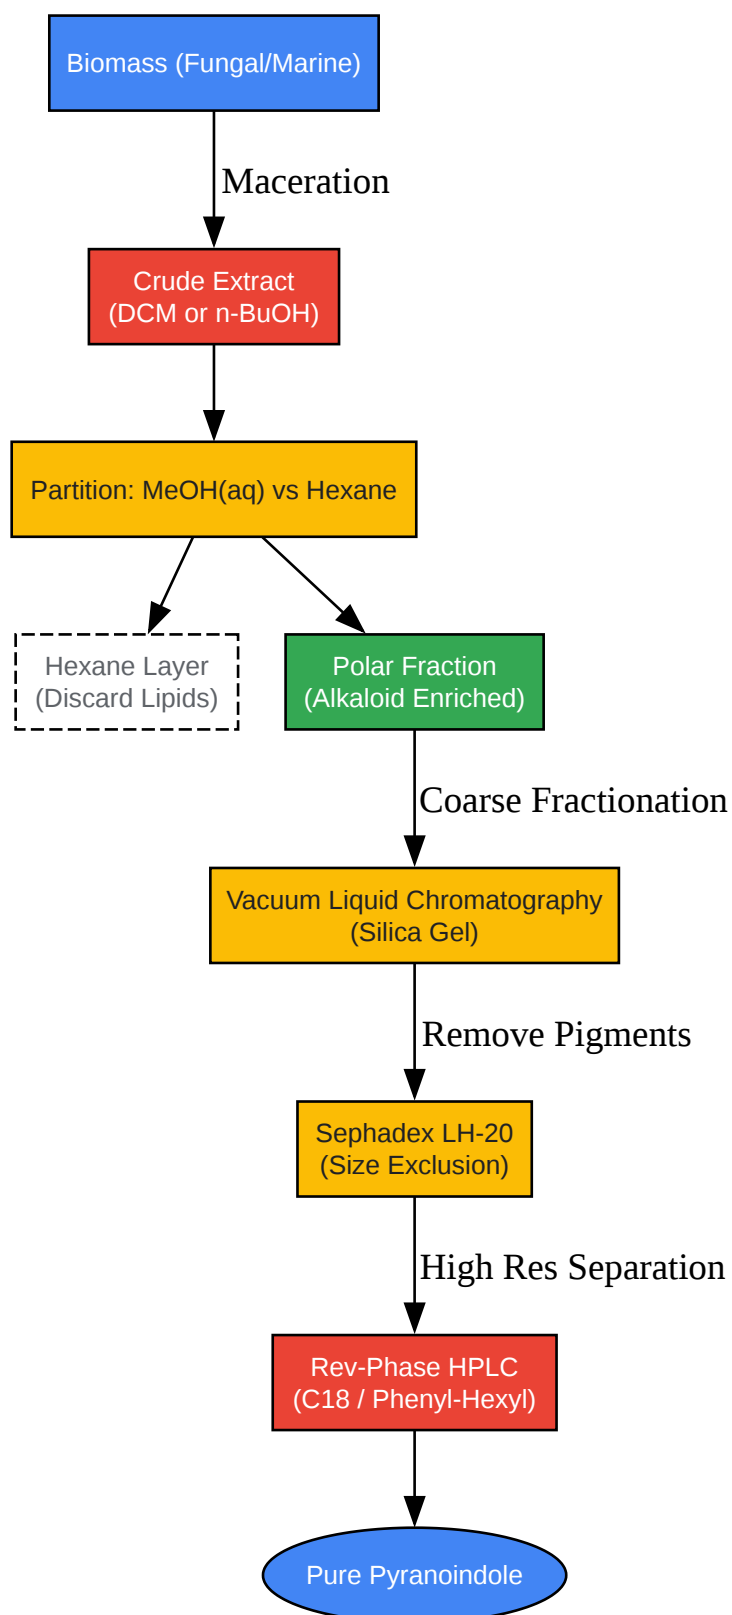 Biomass (Fungal/Marine)
Maceration
Crude Extract
(DCM or n-BuOH)
Partition: MeOH(aq) vs Hexane
Hexane Layer
(Discard Lipids)
Polar Fraction
(Alkaloid Enriched)
Coarse Fractionation
Vacuum Liquid Chromatography
(Silica Gel)
Remove Pigments
Sephadex LH-20
(Size Exclusion)
High Res Separation
Rev-Phase HPLC
(C18 / Phenyl-Hexyl)
Pure Pyranoindole